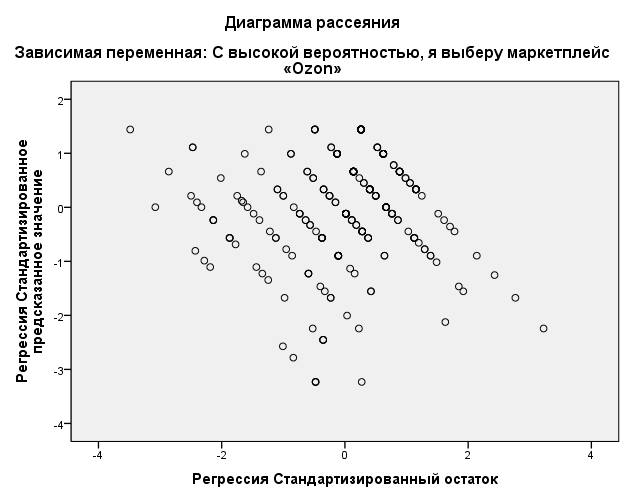 Диаграмма рассеяния
Зависимая переменная: С высокой вероятностью, я выберу маркетплейс
«Ozon»
Регрессия Стандартизированное
предсказанное значение
2
1
0
-1
-2
-3
-4
-4
-2
0
2
4
Регрессия Стандартизированный остаток